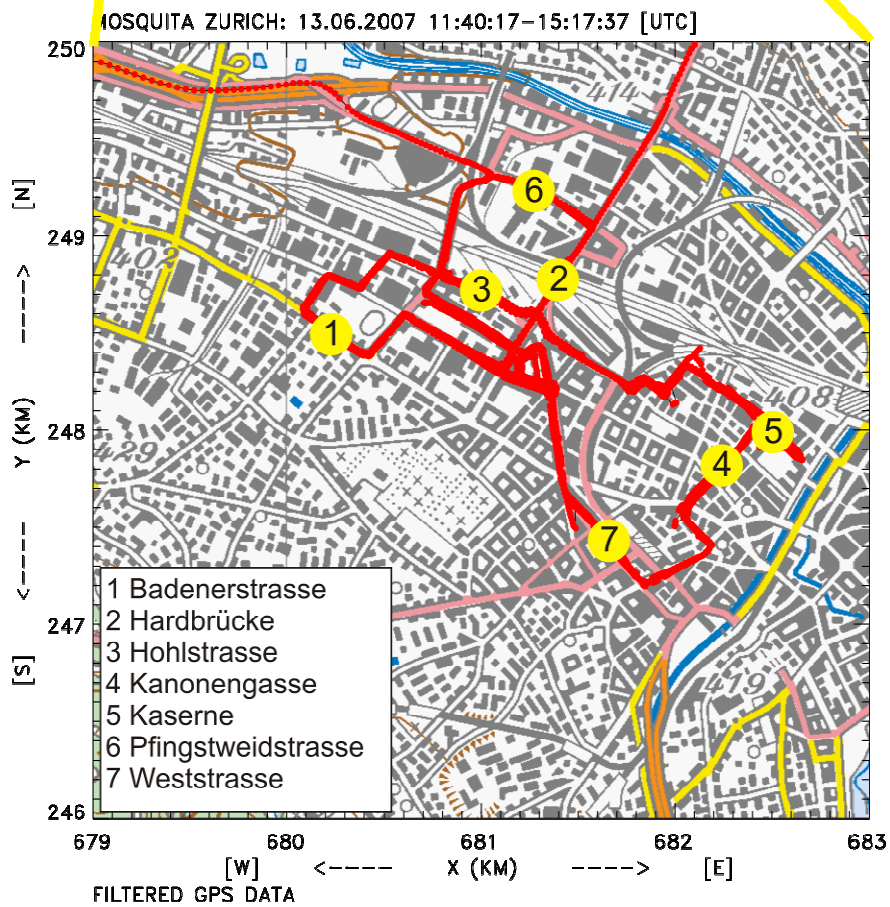 MOSQUITA ZURICH: 13.06.2007 11:40:17-15:17:37 [UTC]
250
414
[N]
6
249
402
2
3
---->
1
Y (KM)
408
5
248
429
4
7
<----
1 Badenerstrasse
2 Hardbrücke
247
3 Hohlstrasse
[S]
4 Kanonengasse
419
5 Kaserne
6 Pfingstweidstrasse
7 Weststrasse
246
679 680 681 682 683
[W] <---- X (KM) ----> [E]
FILTERED GPS DATA